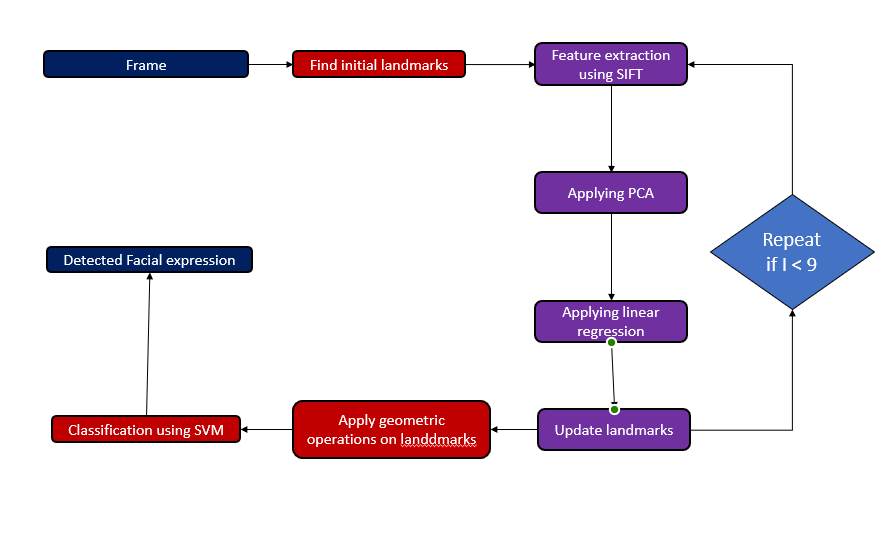 Frame
Find initial landmarks
Feature extraction
using SIFT
Applying PCA
Repeat
if I < 9
Detected Facial expression
Applying linear
regression
Update landmarks
Apply geometric
operations on landdmarks
Classification using SVM